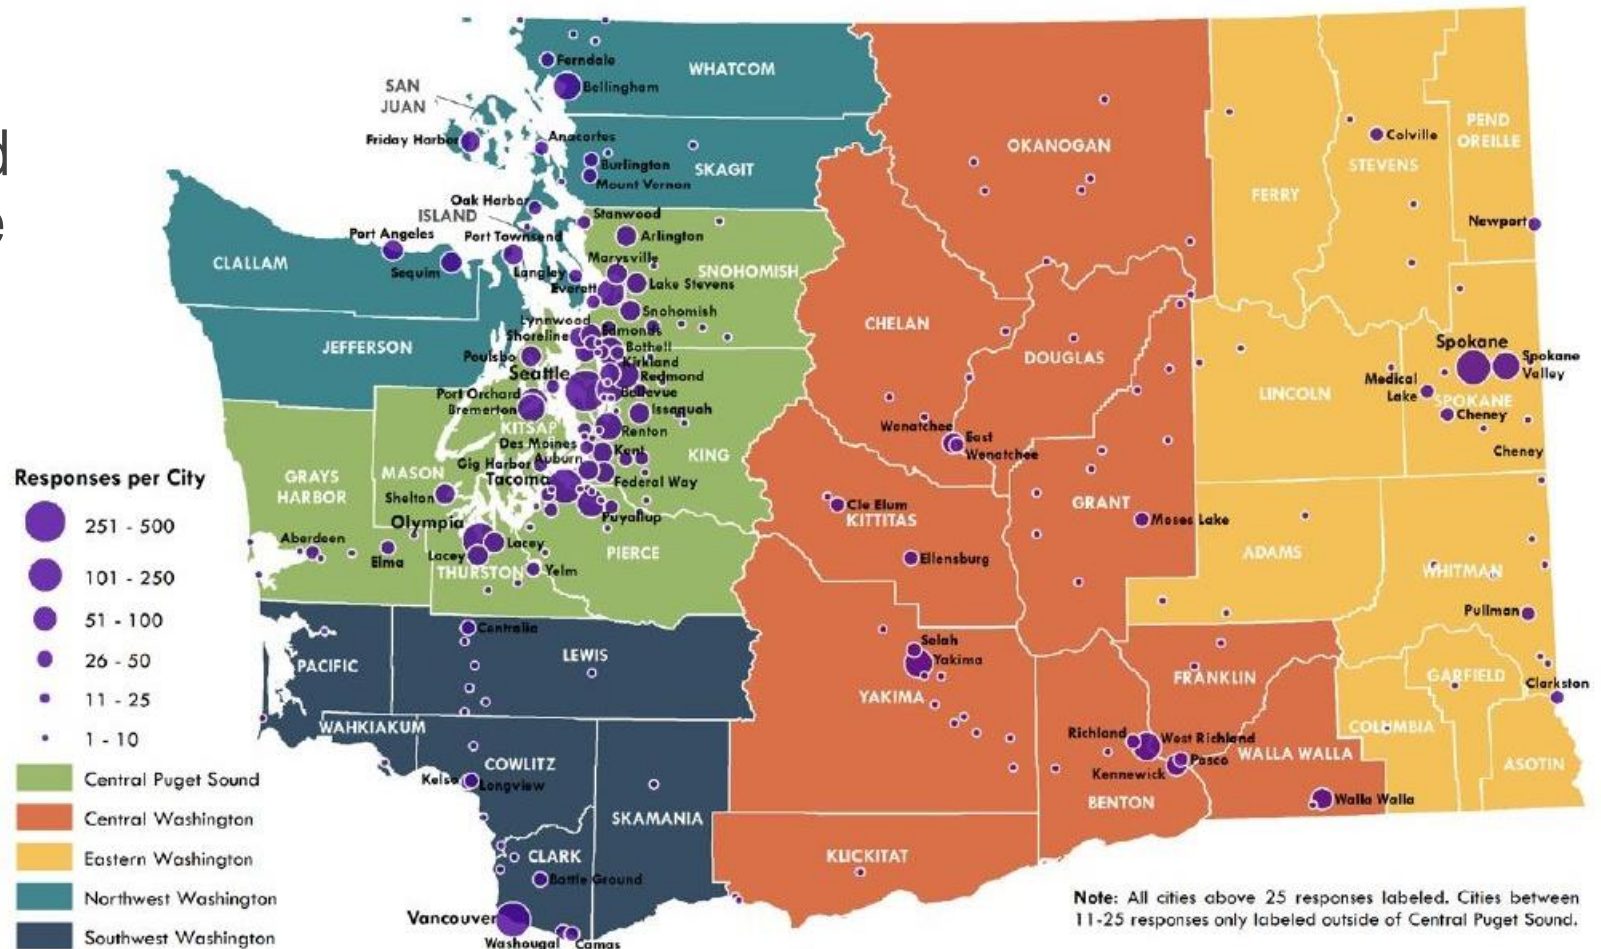 d
e
SAN
JUAN
Ferndale
Bellingham
WHATCOM
Friday Harbor
Anacortes
Burlington
Mount Vernon
SKAGIT
OKANOGAN
FERRY
Colville
STEVENS
PEND
OREILLE
Newport
Oak Harbor
ISLAND
Stanwood
Port Angeles
Port Townsend
Arlington
CLALLAM
Sequim
Langley
Marysville
SNOHOMISH
Everett
Lake Stevens
Snohomish
Lynnwood
Edmonds
Shoreline
JEFFERSON
Poulsbo
Bothell
Kirkland
Seattle
Redmond
Port Orchard
Bellevue
Bremerton
Issaquah
KITSAP
Renton
Des Moines
Kent
KING
Gig Harbor
Auburn
Tacoma
Federal Way
GRAYS
HARBOR
MASON
Shelton
Puyallup
Olympia
Aberdeen
Elma
Lacey
Lacey
PIERCE
THURSTON
Yelm
CHELAN
DOUGLAS
Wenatchee
East
Wenatchee
LINCOLN
Spokane
Spokane
Valley
Medical
Lake
SPOKANE
Cheney
Cheney
Cle Elum
KITTITAS
GRANT
Moses Lake
Ellensburg
ADAMS
WHITMAN
Pullman
Centralia
PACIFIC
LEWIS
Selah
Yakima
YAKIMA
FRANKLIN
GARFIELD
Clarkston
WAHKIAKUM
COWLITZ
Kelso
Longview
Richland
West Richland
Pasco
Kennewick
WALLA WALLA
COLUMBIA
ASOTIN
BENTON
Walla Walla
SKAMANIA
CLARK
Battle Ground
KLICKITAT
Vancouver
Washougal
Camas
Responses per City
251 - 500
101 - 250
51 - 100
26 - 50
11 - 25
1 - 10
Central Puget Sound
Central Washington
Eastern Washington
Northwest Washington
Southwest Washington
Note: All cities above 25 responses labeled. Cities between
11-25 responses only labeled outside of Central Puget Sound.